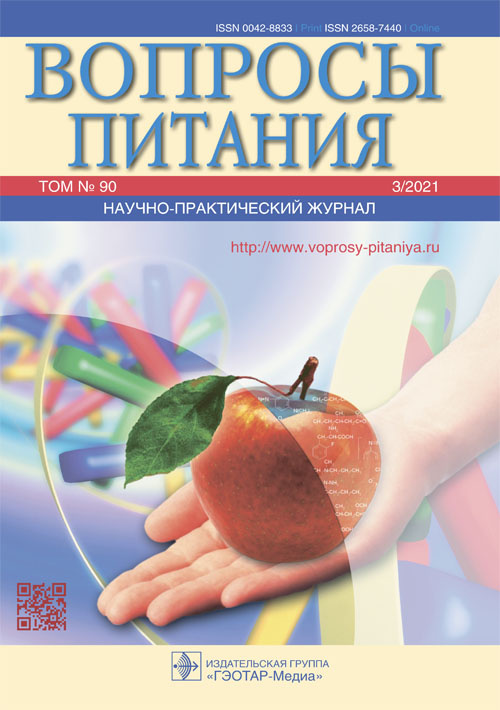 ISSN 0042-8833 | Print ISSN 2658-7440 | Online
ВОПРОСЫ
ПИТАНИЯ
ТОМ № 90 3/2021
НАУЧНО-ПРАКТИЧЕСКИЙ ЖУРНАЛ
http://www.voprosy-pitaniya.ru
ИЗДАТЕЛЬСКАЯ ГРУППА
«ГЭОТАР-Медиа»